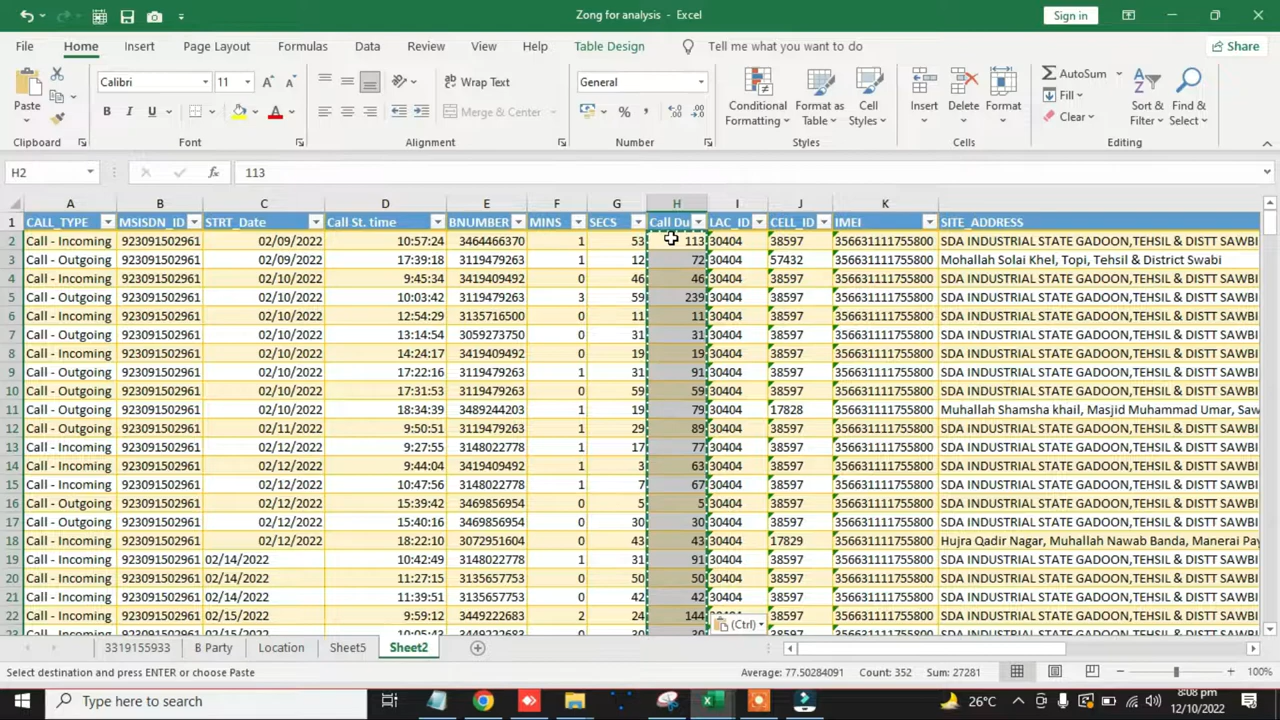 Zong for analysis - Excel
Sign in
File Home Insert Page Layout Formulas Data Review View Help Table Design Tell me what you want to do Share
Paste Calibri 11 Wrap Text General Conditional Format as Cell Insert Delete Format AutoSum Sort & Find &
B I U Merge & Center Formatting Table Styles Fill Filter Select
Clear
Clipboard Font Alignment Number Styles Cells Editing
H2 fx 113
A B C D E F G H I J K L
1 CALL_TYPE MSISDN_ID STRT_Date Call St. time BNUMBER MINS SECS Call Du LAC_ID CELL_ID IMEI SITE_ADDRESS
2 Call - Incoming 923091502961 02/09/2022 10:57:24 3464466370 1 53 113 30404 38597 356631111755800 SDA INDUSTRIAL STATE GADOON,TEHSIL & DISTT SAWBI
3 Call - Outgoing 923091502961 02/09/2022 17:39:18 3119479263 1 12 72 30404 57432 356631111755800 Mohallah Solai Khel, Topi, Tehsil & District Swabi
4 Call - Incoming 923091502961 02/10/2022 9:45:34 3119479263 0 46 46 30404 38597 356631111755800 SDA INDUSTRIAL STATE GADOON,TEHSIL & DISTT SAWBI
5 Call - Outgoing 923091502961 02/10/2022 10:03:42 3119479263 3 59 239 30404 38597 356631111755800 SDA INDUSTRIAL STATE GADOON,TEHSIL & DISTT SAWBI
6 Call - Incoming 923091502961 02/10/2022 12:54:29 3135716500 0 11 11 30404 38597 356631111755800 SDA INDUSTRIAL STATE GADOON,TEHSIL & DISTT SAWBI
7 Call - Outgoing 923091502961 02/10/2022 13:14:54 3059273750 0 31 31 30404 38597 356631111755800 SDA INDUSTRIAL STATE GADOON,TEHSIL & DISTT SAWBI
8 Call - Incoming 923091502961 02/10/2022 14:24:17 3419409492 0 19 19 30404 38597 356631111755800 SDA INDUSTRIAL STATE GADOON,TEHSIL & DISTT SAWBI
9 Call - Incoming 923091502961 02/10/2022 17:22:16 3119479263 1 31 91 30404 38597 356631111755800 SDA INDUSTRIAL STATE GADOON,TEHSIL & DISTT SAWBI
10 Call - Outgoing 923091502961 02/10/2022 17:31:53 3119479263 0 59 59 30404 38597 356631111755800 SDA INDUSTRIAL STATE GADOON,TEHSIL & DISTT SAWBI
11 Call - Outgoing 923091502961 02/10/2022 18:34:39 3489244203 1 19 79 30404 17828 356631111755800 Muhallah Shamsha khail, Masjid Muhammad Umar, Saw
12 Call - Outgoing 923091502961 02/11/2022 9:50:51 3119479263 1 29 89 30404 38597 356631111755800 SDA INDUSTRIAL STATE GADOON,TEHSIL & DISTT SAWBI
13 Call - Incoming 923091502961 02/12/2022 9:27:55 3148022778 1 17 77 30404 38597 356631111755800 SDA INDUSTRIAL STATE GADOON,TEHSIL & DISTT SAWBI
14 Call - Incoming 923091502961 02/12/2022 9:44:04 3419409492 1 3 63 30404 38597 356631111755800 SDA INDUSTRIAL STATE GADOON,TEHSIL & DISTT SAWBI
15 Call - Incoming 923091502961 02/12/2022 10:47:56 3148022778 1 7 67 30404 38597 356631111755800 SDA INDUSTRIAL STATE GADOON,TEHSIL & DISTT SAWBI
16 Call - Outgoing 923091502961 02/12/2022 15:39:42 3469856954 0 5 5 30404 38597 356631111755800 SDA INDUSTRIAL STATE GADOON,TEHSIL & DISTT SAWBI
17 Call - Outgoing 923091502961 02/12/2022 15:40:16 3469856954 0 30 30 30404 38597 356631111755800 SDA INDUSTRIAL STATE GADOON,TEHSIL & DISTT SAWBI
18 Call - Outgoing 923091502961 02/12/2022 18:22:10 3072951604 0 43 43 30404 17829 356631111755800 Hujra Qadir Nagar, Muhallah Nawab Banda, Manerai Pay
19 Call - Incoming 923091502961 02/14/2022 10:42:49 3148022778 1 31 91 30404 38597 356631111755800 SDA INDUSTRIAL STATE GADOON,TEHSIL & DISTT SAWBI
20 Call - Incoming 923091502961 02/14/2022 11:27:15 3135657753 0 50 50 30404 38597 356631111755800 SDA INDUSTRIAL STATE GADOON,TEHSIL & DISTT SAWBI
21 Call - Incoming 923091502961 02/14/2022 11:39:51 3135657753 0 42 42 30404 38597 356631111755800 SDA INDUSTRIAL STATE GADOON,TEHSIL & DISTT SAWBI
22 Call - Incoming 923091502961 02/15/2022 9:59:12 3449222683 2 24 144 38597 356631111755800 SDA INDUSTRIAL STATE GADOON,TEHSIL & DISTT SAWBI
(Ctrl)
3319155933 B Party Location Sheet5 Sheet2
Select destination and press ENTER or choose Paste Average: 77.50284091 Count: 352 Sum: 27281 100%
Type here to search 26°C 8:08 pm
12/10/2022